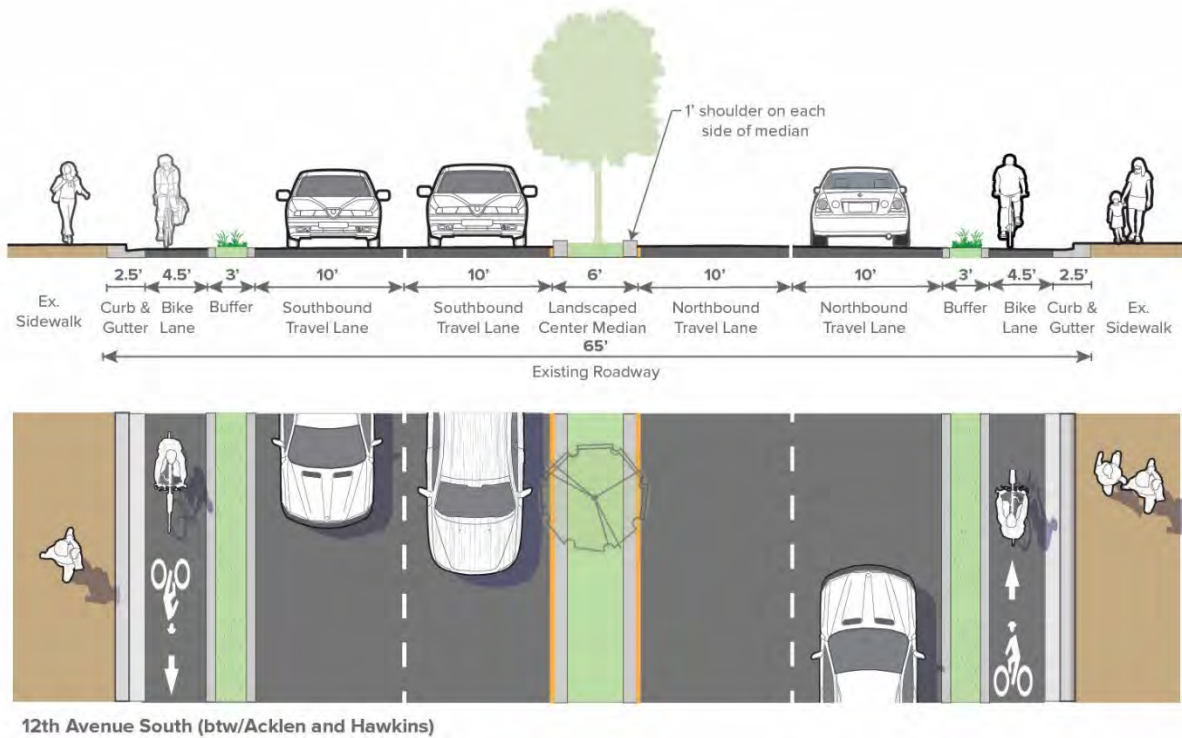 1' shoulder on each
side of median
2.5' 4.5' 3' 10' 10' 6' 10' 10' 3' 4.5' 2.5'
Ex. Sidewalk
Curb & Gutter
Bike Lane
Buffer
Southbound Travel Lane
Southbound Travel Lane
Landscaped Center Median
Northbound Travel Lane
Northbound Travel Lane
Buffer
Bike Lane
Curb & Gutter
Ex. Sidewalk
65'
Existing Roadway
12th Avenue South (btw/Acklen and Hawkins)